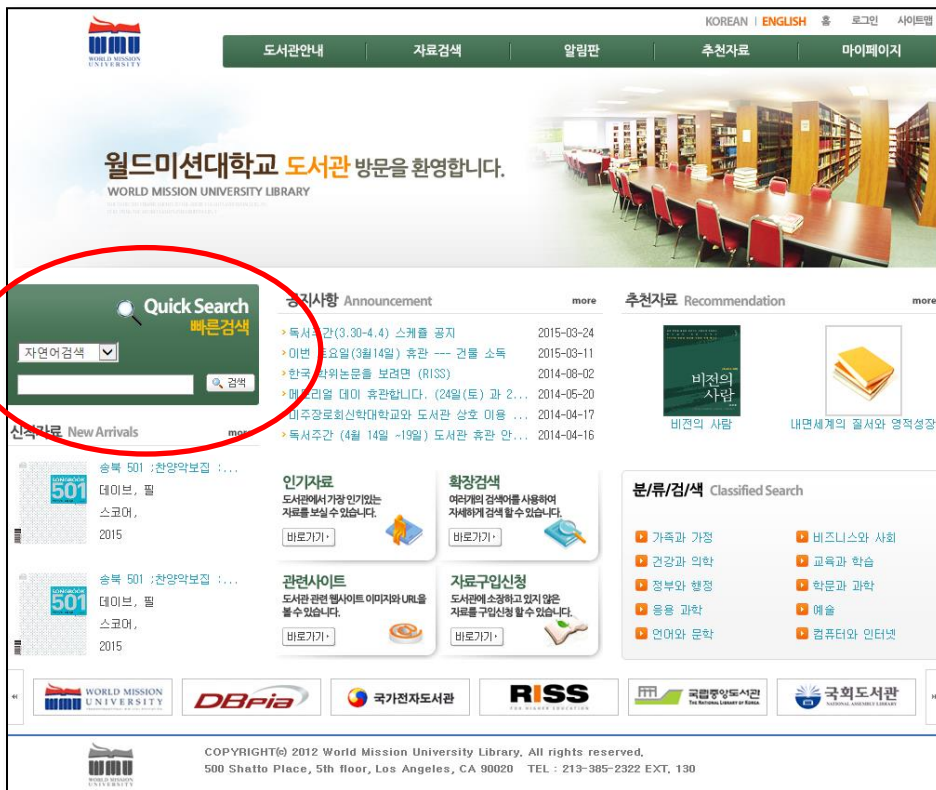 KOREAN | ENGLISH 홈 로그인 사이트맵
WMU
WORLD MISSION
UNIVERSITY
도서관안내 자료검색 알림판 추천자료 마이페이지
월드미션대학교 도서관 방문을 환영합니다.
WORLD MISSION UNIVERSITY LIBRARY
Quick Search
빠른검색
자연어검색
검색
공지사항 Announcement more
독서주간(3.30-4.4) 스케쥴 공지 2015-03-24
이번 토요일(3월14일) 휴관 --- 건물 소독 2015-03-11
한국 학위논문을 보려면 (RISS) 2014-08-02
메모리얼 데이 휴관합니다. (24일(토) 과 2... 2014-05-20
미주장로회신학대학교와 도서관 상호 이용 ... 2014-04-17
독서주간 (4월 14일 -19일) 도서관 휴관 안... 2014-04-16
추천자료 Recommendation more
비전의
사람
비전의 사람
내면세계의 질서와 영적성장
신착자료 New Arrivals more
SONGBOOK
501
송북 501 ;찬양악보집 :...
데이브, 필
스코어,
2015
SONGBOOK
501
송북 501 ;찬양악보집 :...
데이브, 필
스코어,
2015
인기자료
도서관에서 가장 인기있는
자료를 보실 수 있습니다.
바로가기
확장검색
여러개의 검색어를 사용하여
자세하게 검색 할 수 있습니다.
바로가기
관련사이트
도서관 관련 웹사이트 이미지와 URL을
볼 수 있습니다.
바로가기
자료구입신청
도서관에 소장하고 있지 않은
자료를 구입신청 할 수 있습니다.
바로가기
분/류/검/색 Classified Search
가족과 가정 비즈니스와 사회
건강과 의학 교육과 학습
정부와 행정 학문과 과학
응용 과학 예술
언어와 문학 컴퓨터와 인터넷
WMU WORLD MISSION
UNIVERSITY
DBpia
국가전자도서관
RISS
FOR HIGHER EDUCATION
국립중앙도서관
THE NATIONAL LIBRARY OF KOREA
국회도서관
NATIONAL ASSEMBLY LIBRARY
WMU
WORLD MISSION
UNIVERSITY
COPYRIGHT(c) 2012 World Mission University Library, All rights reserved,
500 Shatto Place, 5th floor, Los Angeles, CA 90020 TEL : 213-385-2322 EXT, 130